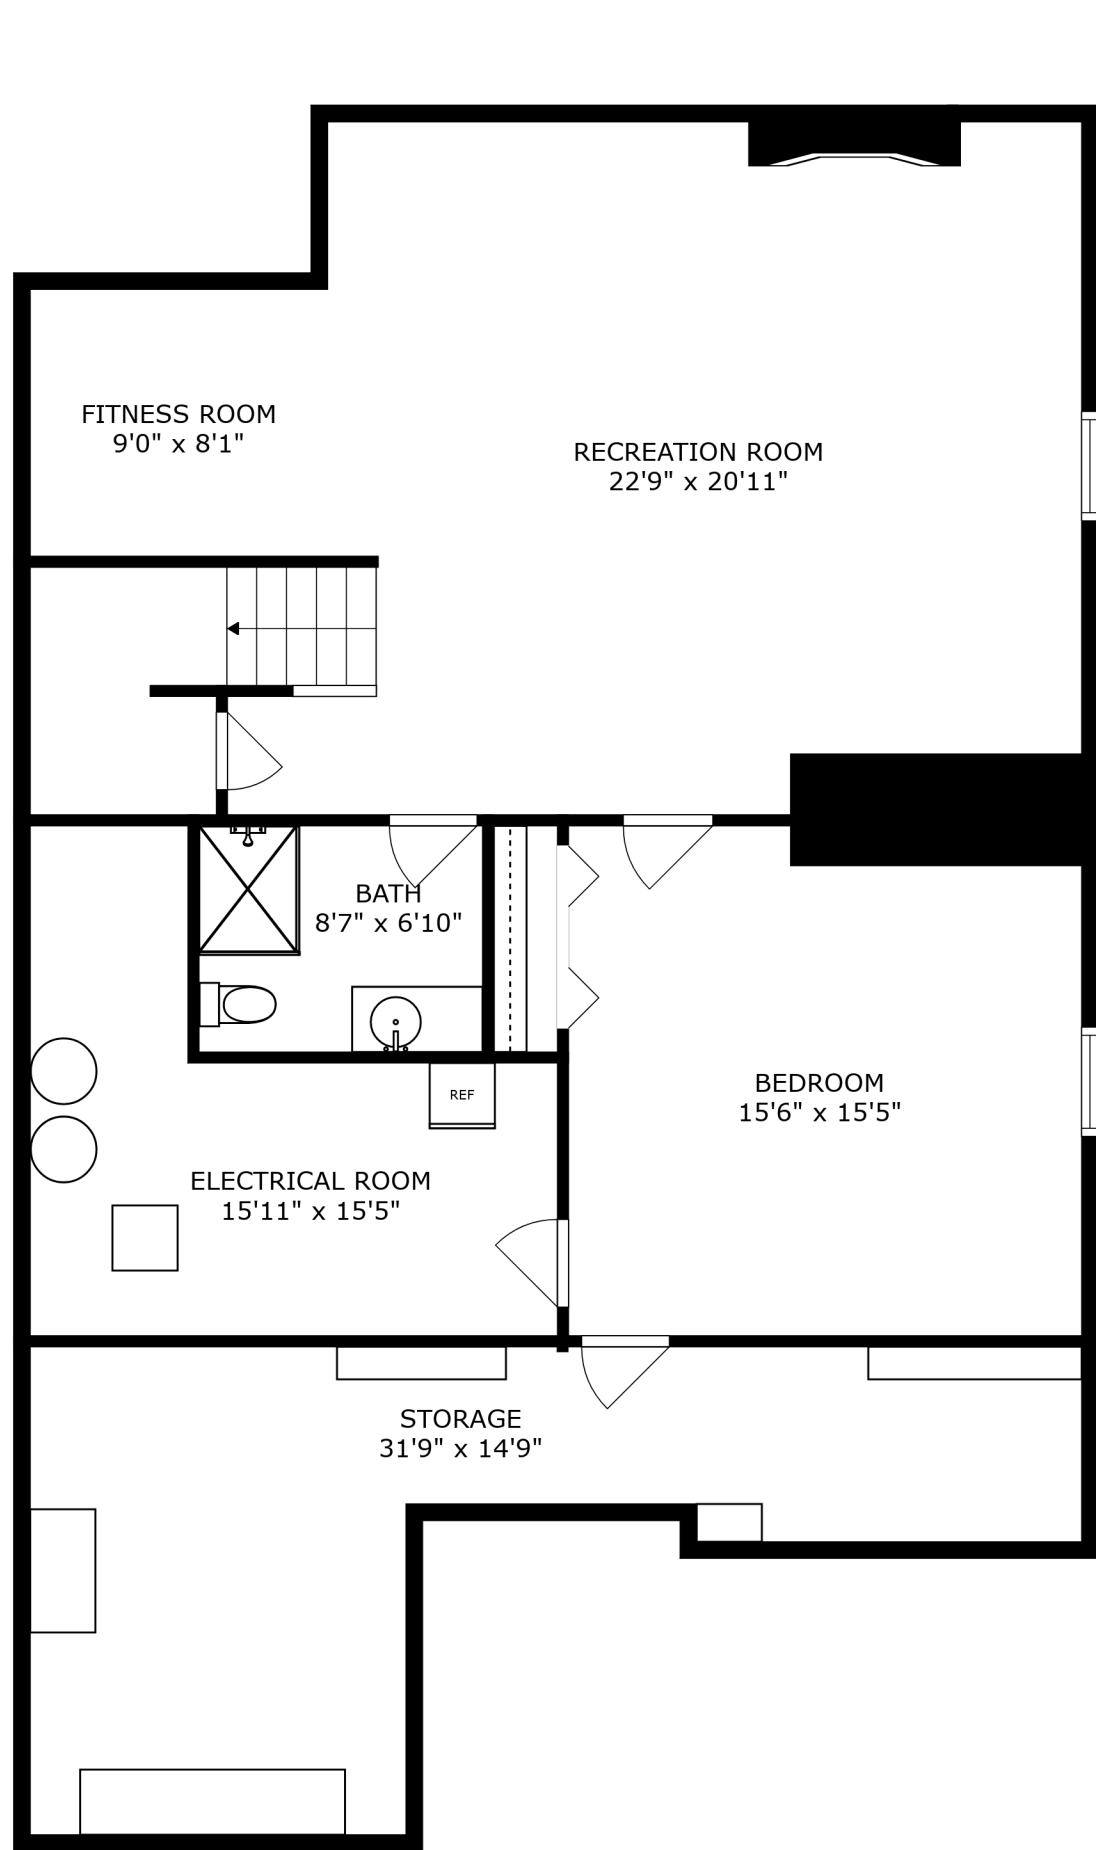 FITNESS ROOM
9'0" x 8'1"
RECREATION ROOM
22'9" x 20'11"
BATH
8'7" x 6'10"
BEDROOM
15'6" x 15'5"
REF
ELECTRICAL ROOM
15'11" x 15'5"
STORAGE
31'9" x 14'9"